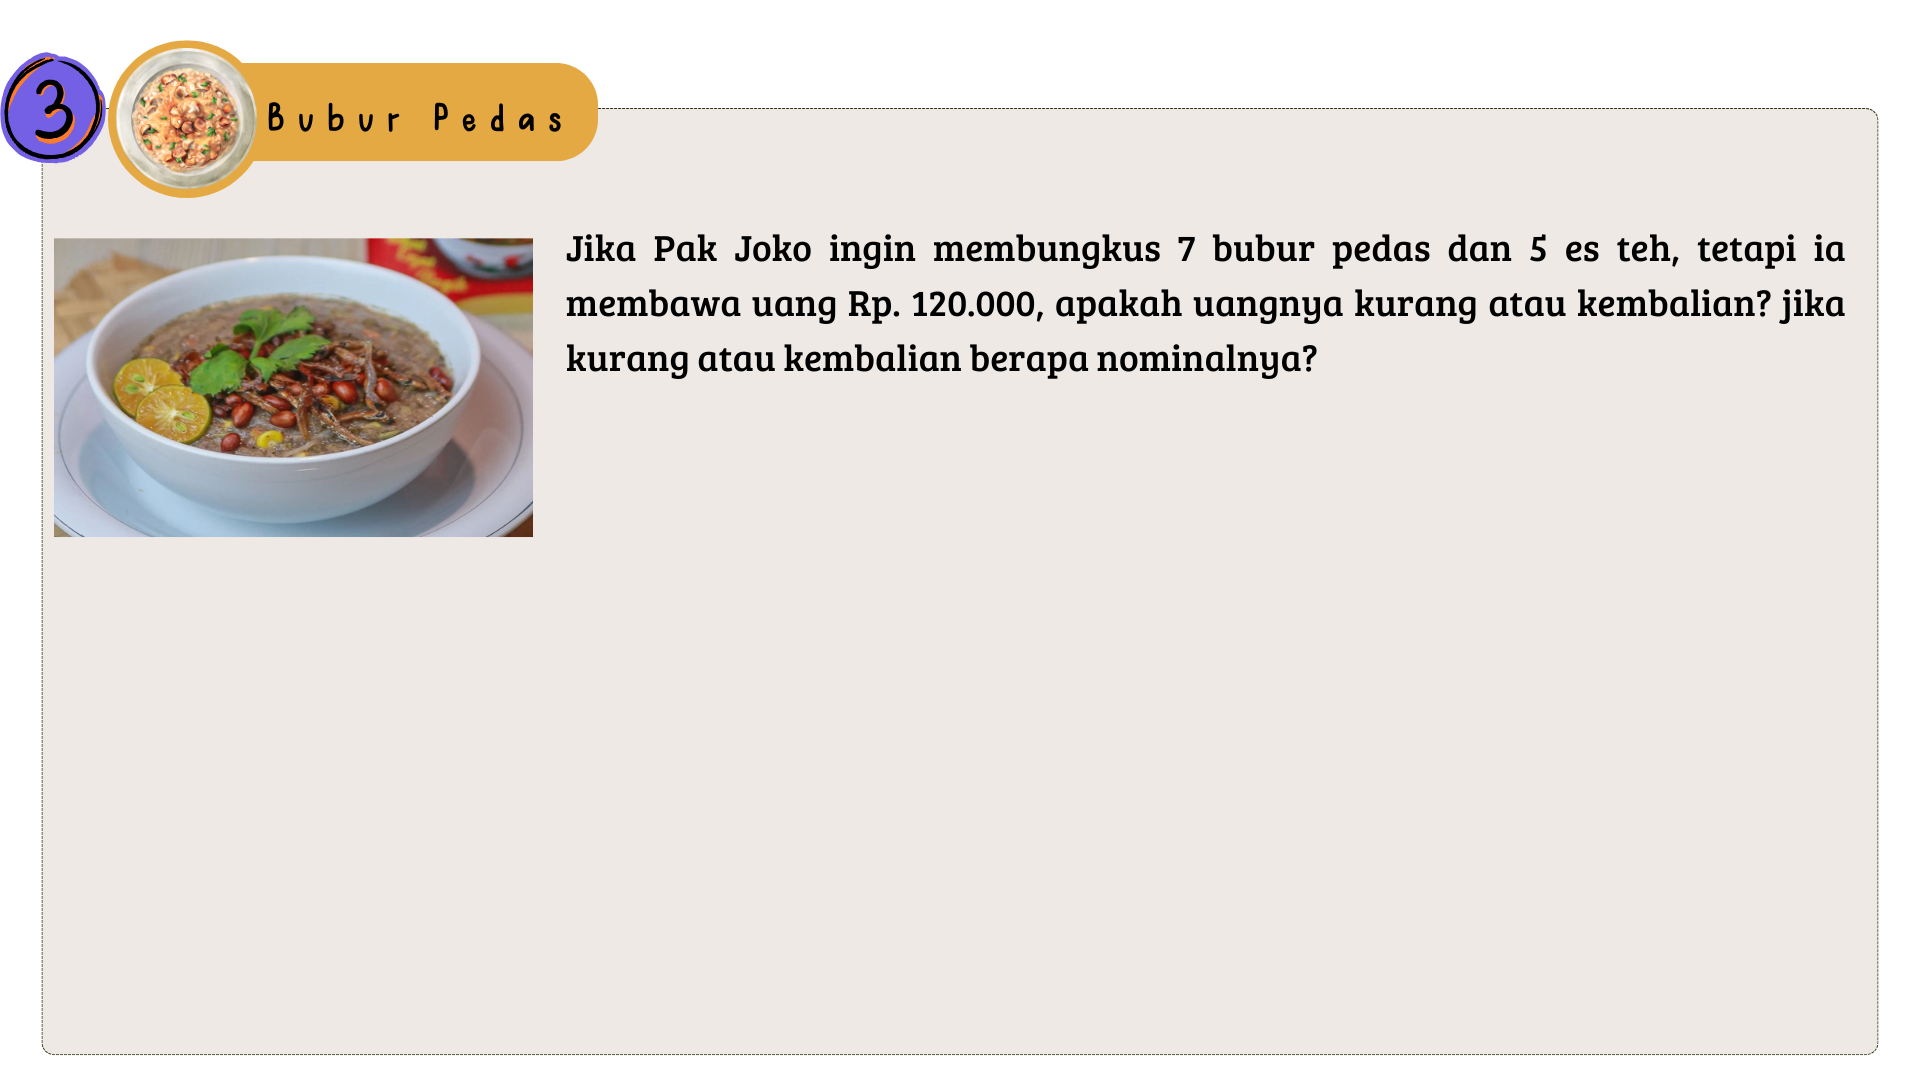 3
Bubur Pedas
Jika Pak Joko ingin membungkus 7 bubur pedas dan 5 es teh, tetapi ia
membawa uang Rp. 120.000, apakah uangnya kurang atau kembalian? jika
kurang atau kembalian berapa nominalnya?